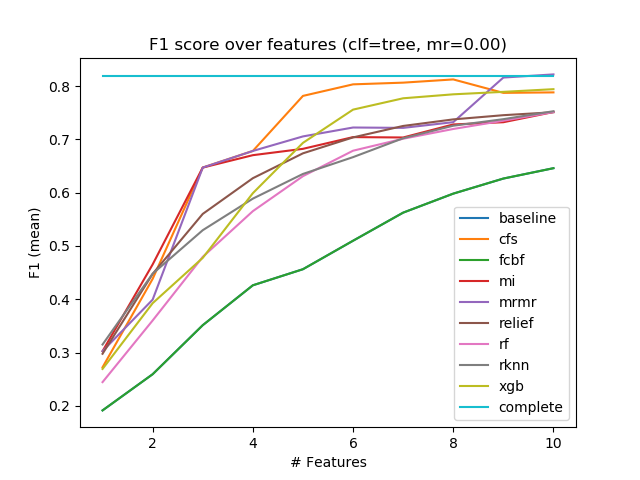 F1 score over features (clf=tree, mr=0.00)
F1 (mean)
0.8
0.7
0.6
0.5
0.4
0.3
0.2
baseline
cfs
fcbf
mi
mrmr
relief
rf
rknn
xgb
complete
2
4
6
8
10
# Features